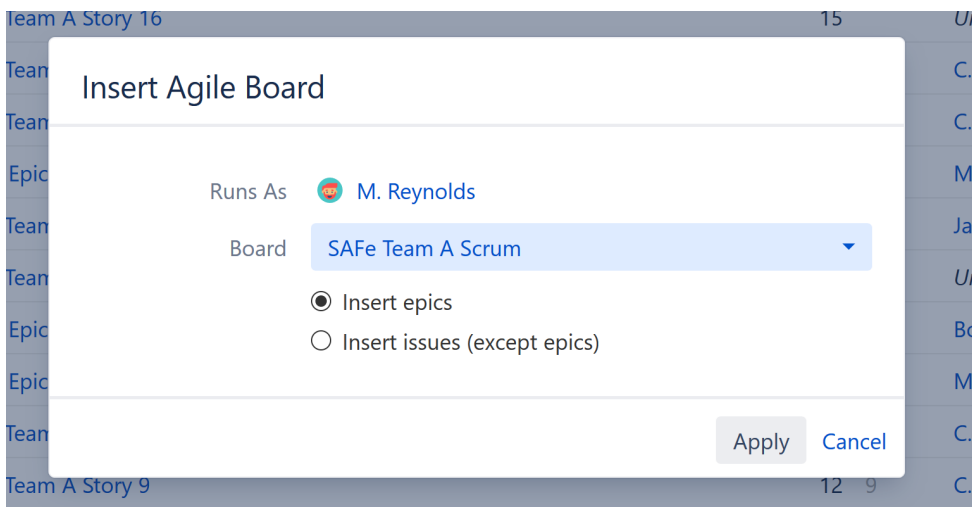 Team A Story 16 15
Team C.
Insert Agile Board
Team C.
Epic M
Runs As M. Reynolds
Team Ja
Board SAFe Team A Scrum
Team
Insert epics
Epic
Insert issues (except epics)
Epic M
Team C.
Apply Cancel
Team A Story 9 12 9 C.